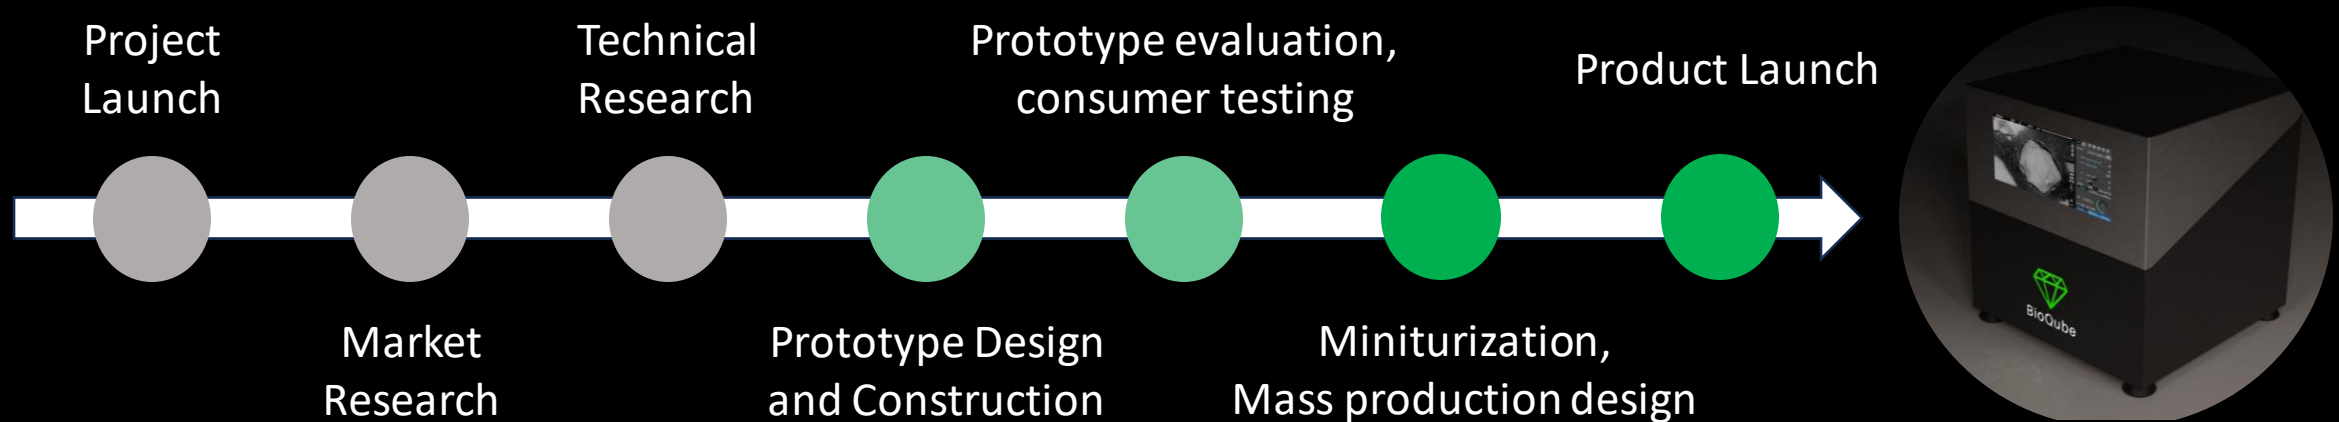 Project
Launch
Market
Research
Technical
Research
Prototype Design
and Construction
Prototype evaluation,
consumer testing
Miniturization,
Mass production design
Product Launch
BioQube